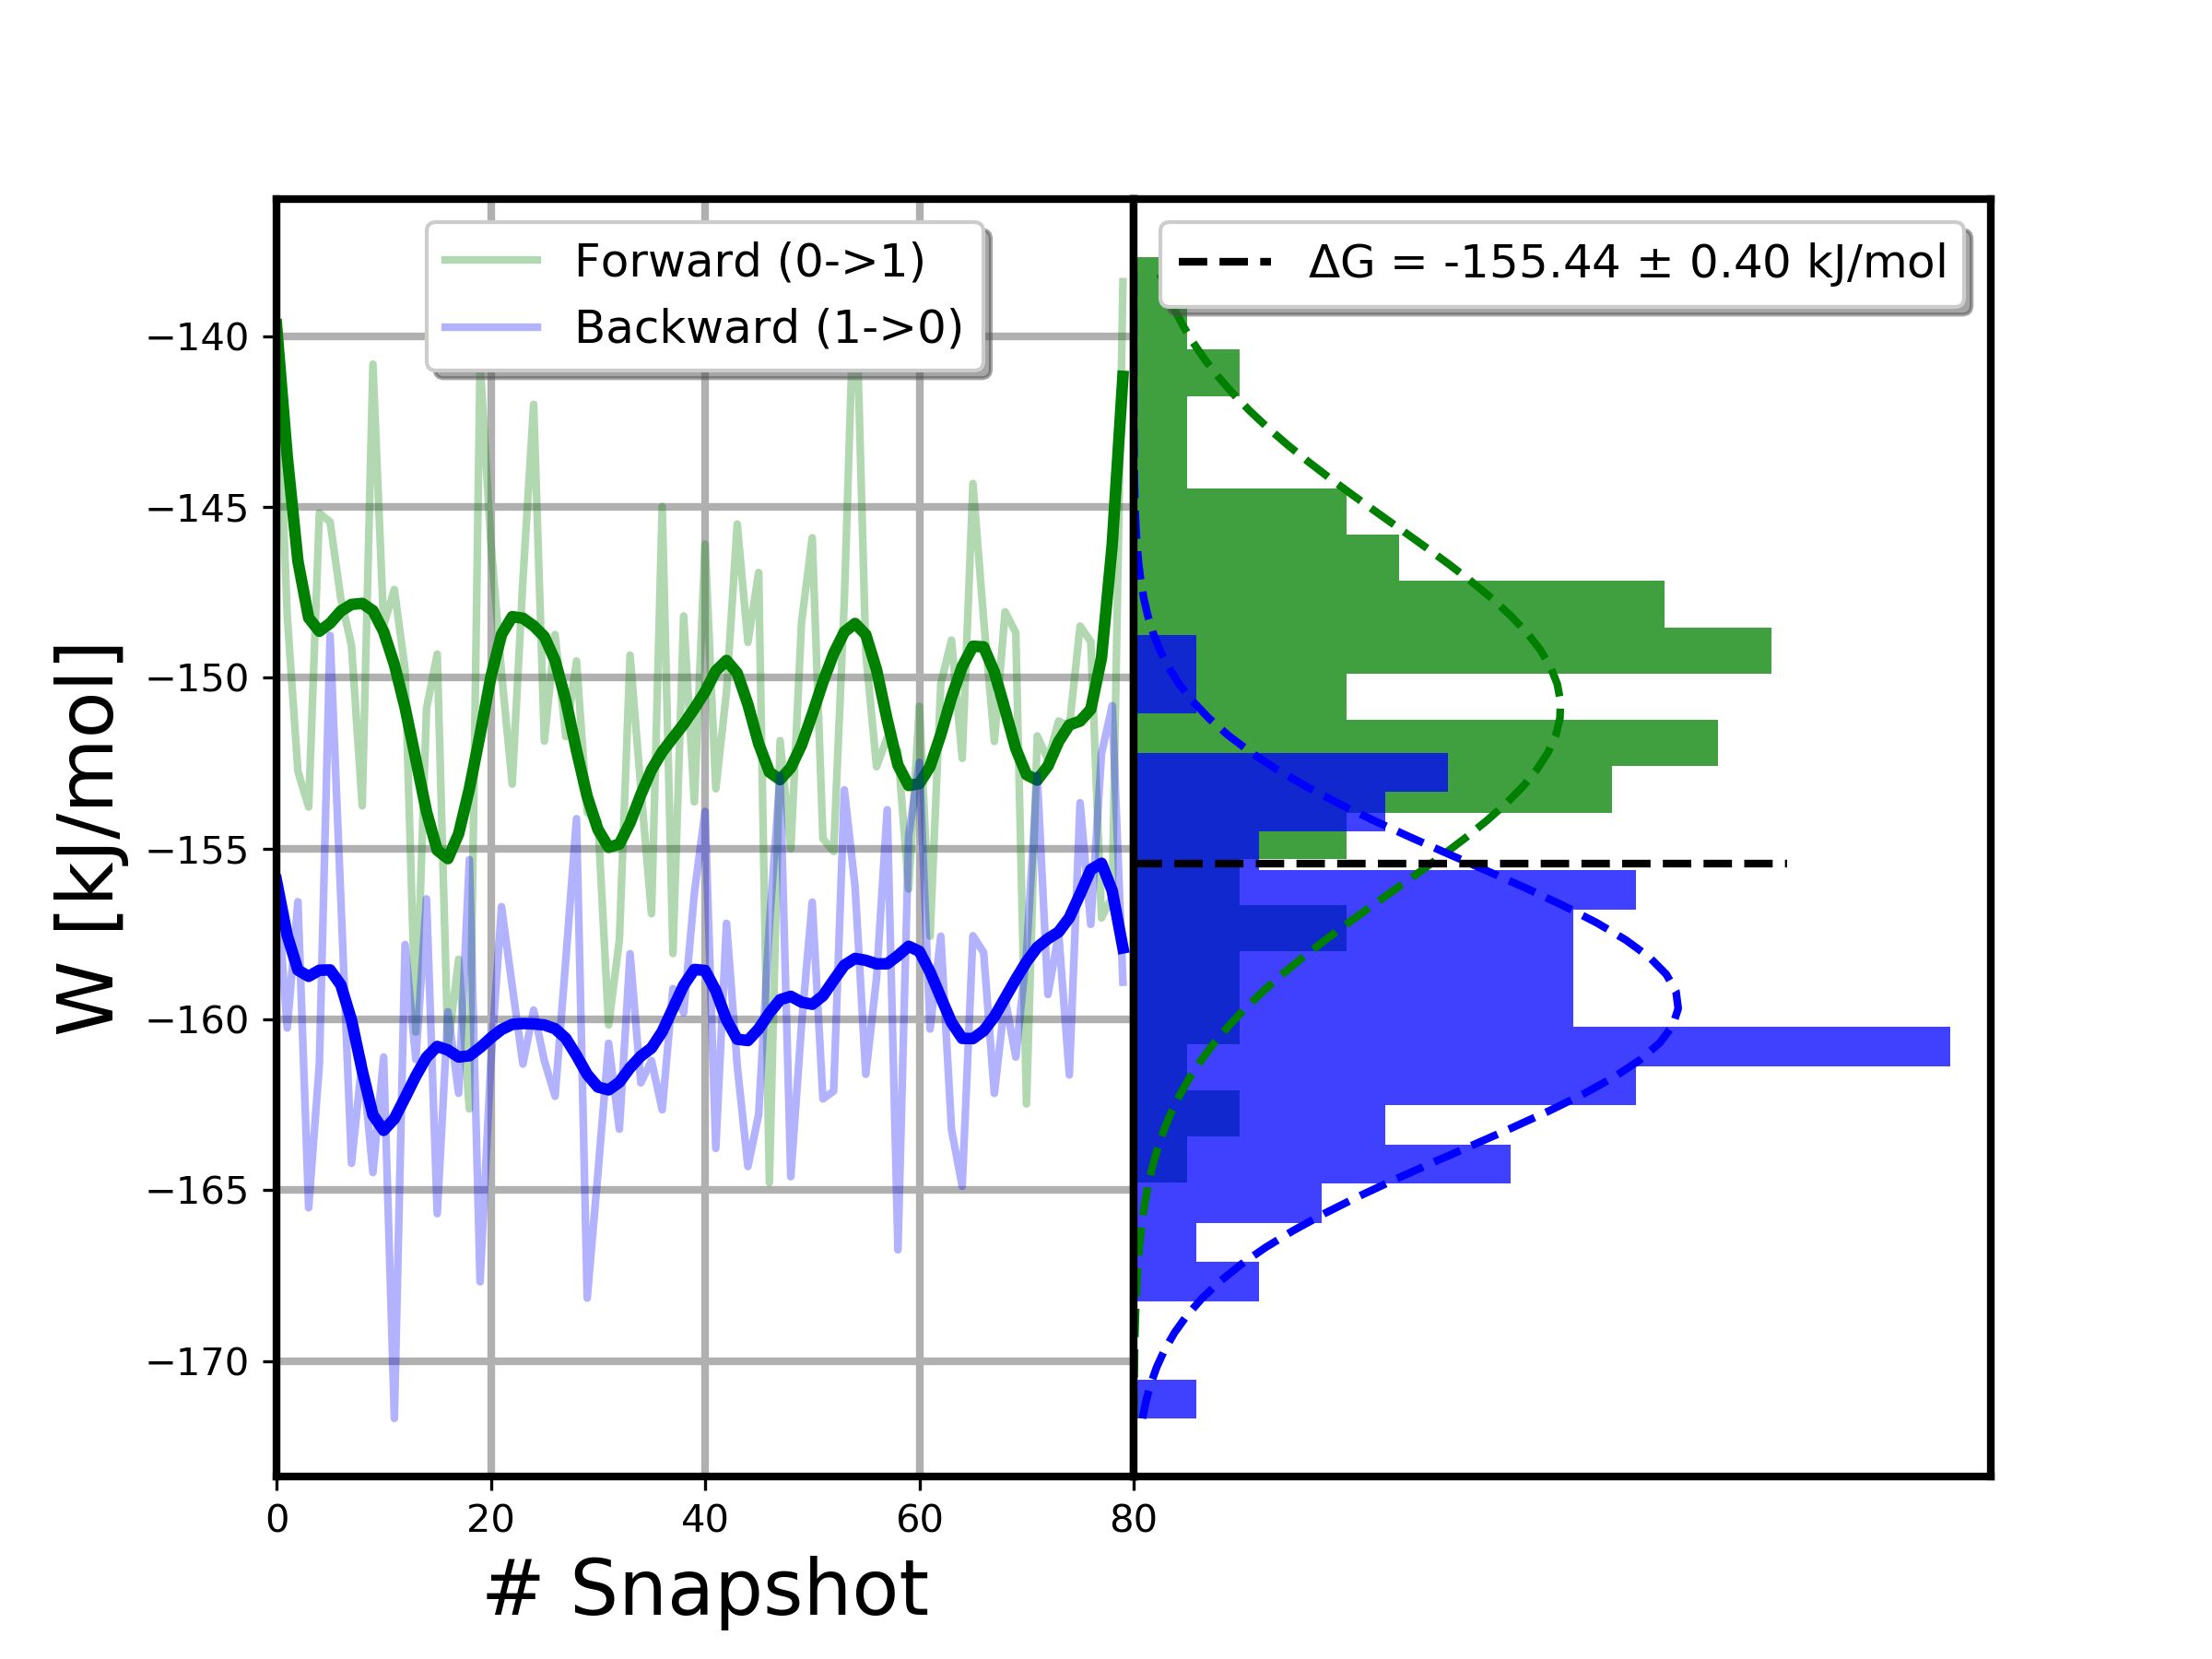 Forward (0->1)
Backward (1->0)
ΔG = -155.44 ± 0.40 kJ/mol
W [kJ/mol]
−140
−145
−150
−155
−160
−165
−170
0 20 40 60 80
# Snapshot